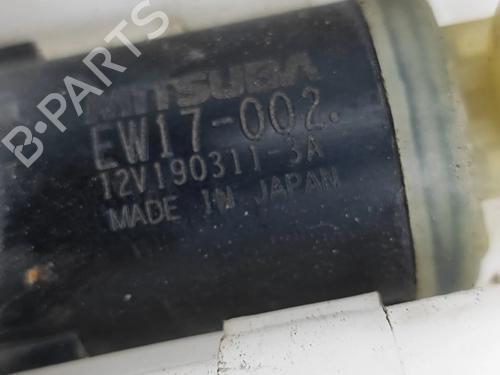 MITSUBA
EW17-002.
12V190311-3A
MADE IN JAPAN
B-PARTS